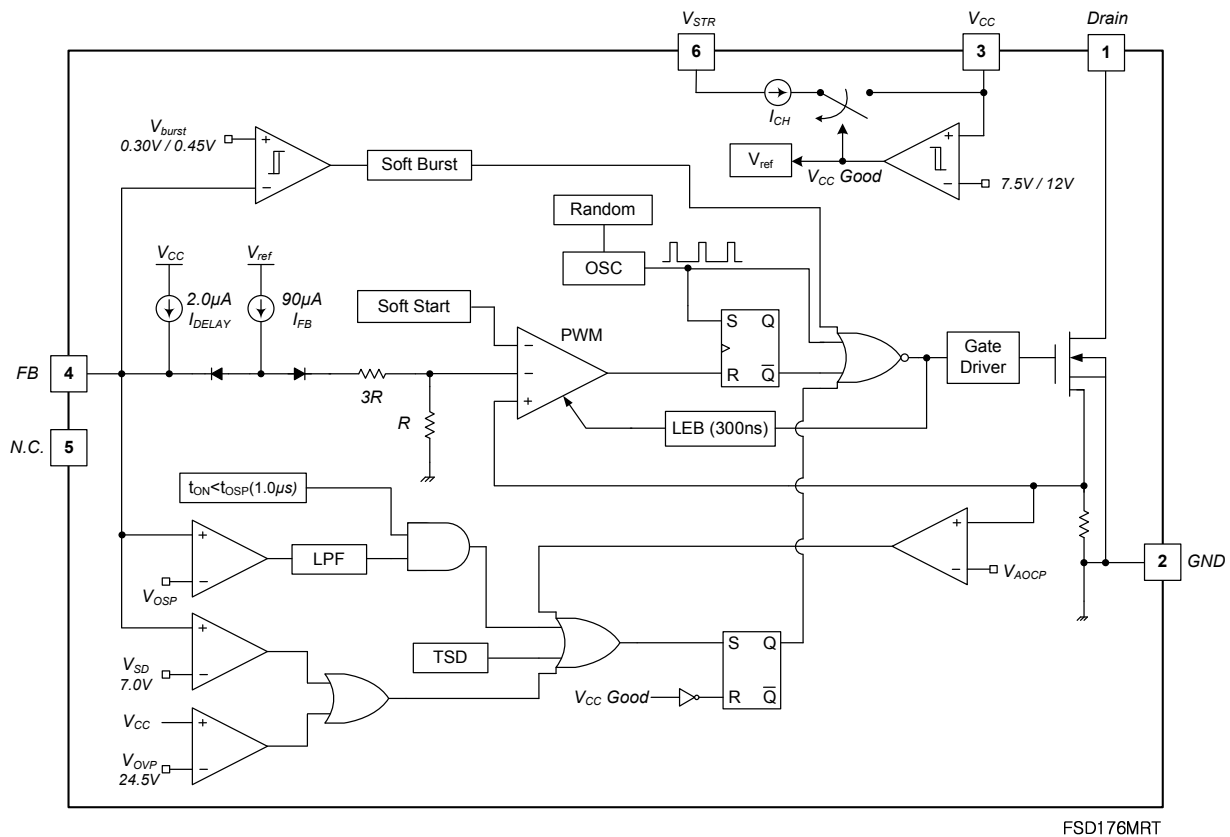 VSTR
VCC
Drain
6
3
1
ICH
Vburst
0.30V / 0.45V
+
−
Soft Burst
Vref
VCC Good
+
−
7.5V / 12V
Random
OSC
VCC
Vref
2.0µA
IDELAY
90µA
IFB
Soft Start
PWM
−
−
+
S
Q
R
Q
Gate
Driver
FB
4
3R
R
LEB (300ns)
N.C.
5
tON<tOSP(1.0µs)
+
−
VOSP
LPF
+
−
VAOCP
2
GND
+
−
VSD
7.0V
TSD
S
Q
R
Q
VCC Good
VCC
+
−
VOVP
24.5V
FSD176MRT